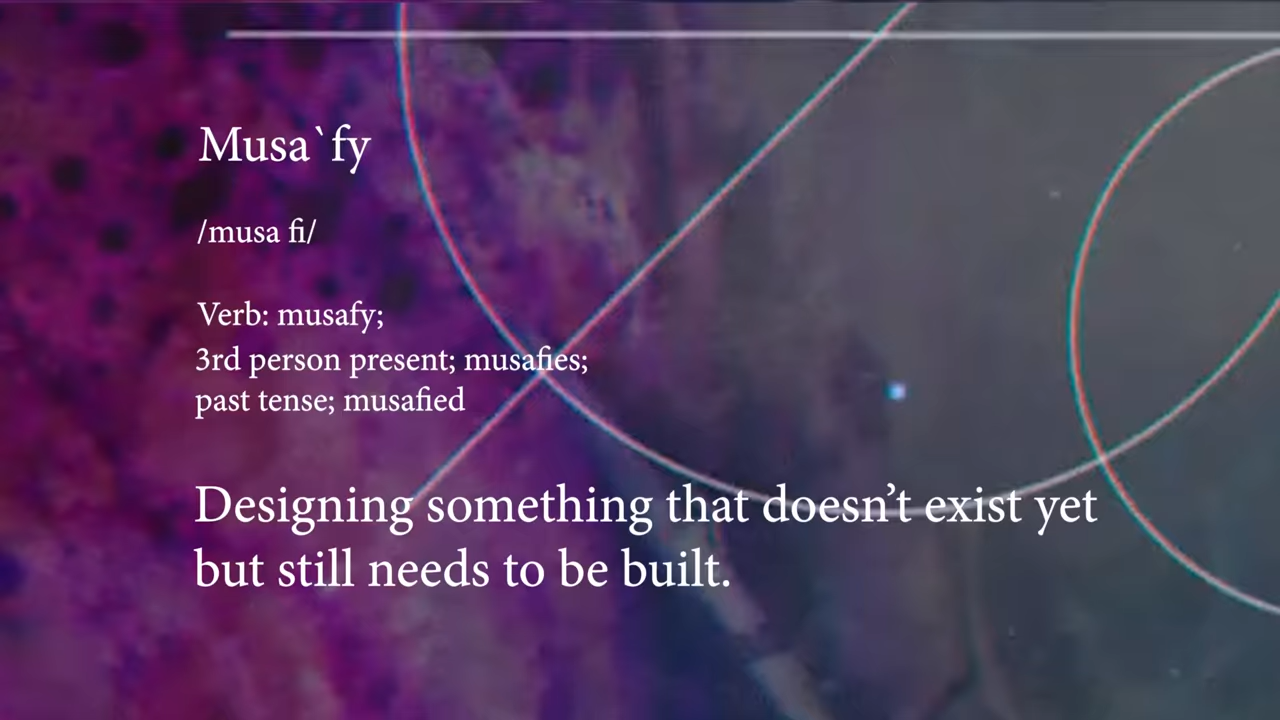 Musa`fy
/musa fi/
Verb: musafy;
3rd person present; musafies;
past tense; musafied
Designing something that doesn’t exist yet
but still needs to be built.